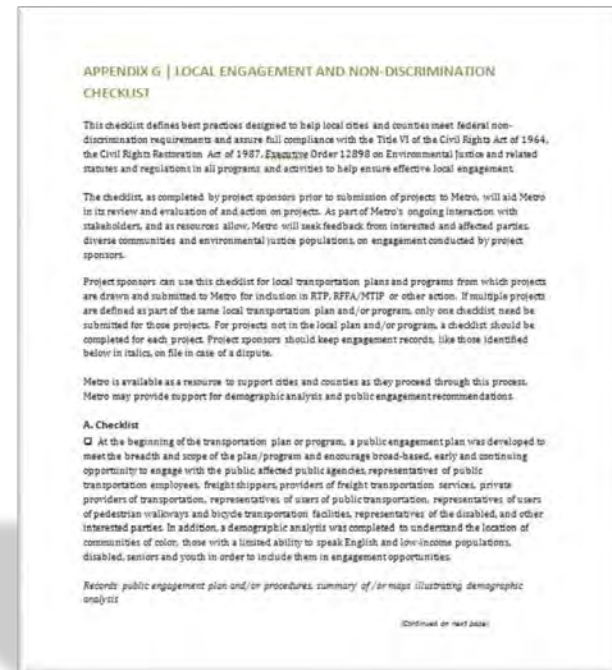 APPENDIX G | LOCAL ENGAGEMENT AND NON-DISCRIMINATION
CHECKLIST
This checklist defines best practices designed to help local cities and counties meet federal non-
discrimination requirements and assure full compliance with the Title VI of the Civil Rights Act of 1964,
the Civil Rights Restoration Act of 1987, Executive Order 12898 on Environmental Justice and related
statutes and regulations in all programs and activities to help ensure effective local engagement.
The checklist, as completed by project sponsors prior to submission of projects to Metro, will aid Metro
in its review and evaluation of and action on projects. As part of Metro's ongoing interaction with
stakeholders, and as resources allow, Metro will seek feedback from interested and affected parties,
diverse communities and environmental justice populations, on engagement conducted by project
sponsors.
Project sponsors can use this checklist for local transportation plans and programs from which projects
are drawn and submitted to Metro for inclusion in RTP, RFFA/MTIP or other action. If multiple projects
are defined as part of the same local transportation plan and/or program, only one checklist need be
submitted for those projects. For projects not in the local plan and/or program, a checklist should be
completed for each project. Project sponsors should keep engagement records, like those identified
below in italics, on file in case of a dispute.
Metro is available as a resource to support cities and counties as they proceed through this process.
Metro may provide support for demographic analysis and public engagement recommendations.
A. Checklist
❑ At the beginning of the transportation plan or program, a public engagement plan was developed to
meet the breadth and scope of the plan/program and encourage broad-based, early and continuing
opportunity to engage with the public, affected public agencies, representatives of public
transportation employees, freight shippers, providers of freight transportation services, private
providers of transportation, representatives of users of public transportation, representatives of users
of pedestrian walkways and bicycle transportation facilities, representatives of the disabled, and other
interested parties. In addition, a demographic analysis was completed to understand the location of
communities of color, those with a limited ability to speak English and low-income populations,
disabled, seniors and youth in order to include them in engagement opportunities.
Records: public engagement plan and/or procedures, summary of /or maps illustrating demographic
analysis
(Continued on next page)